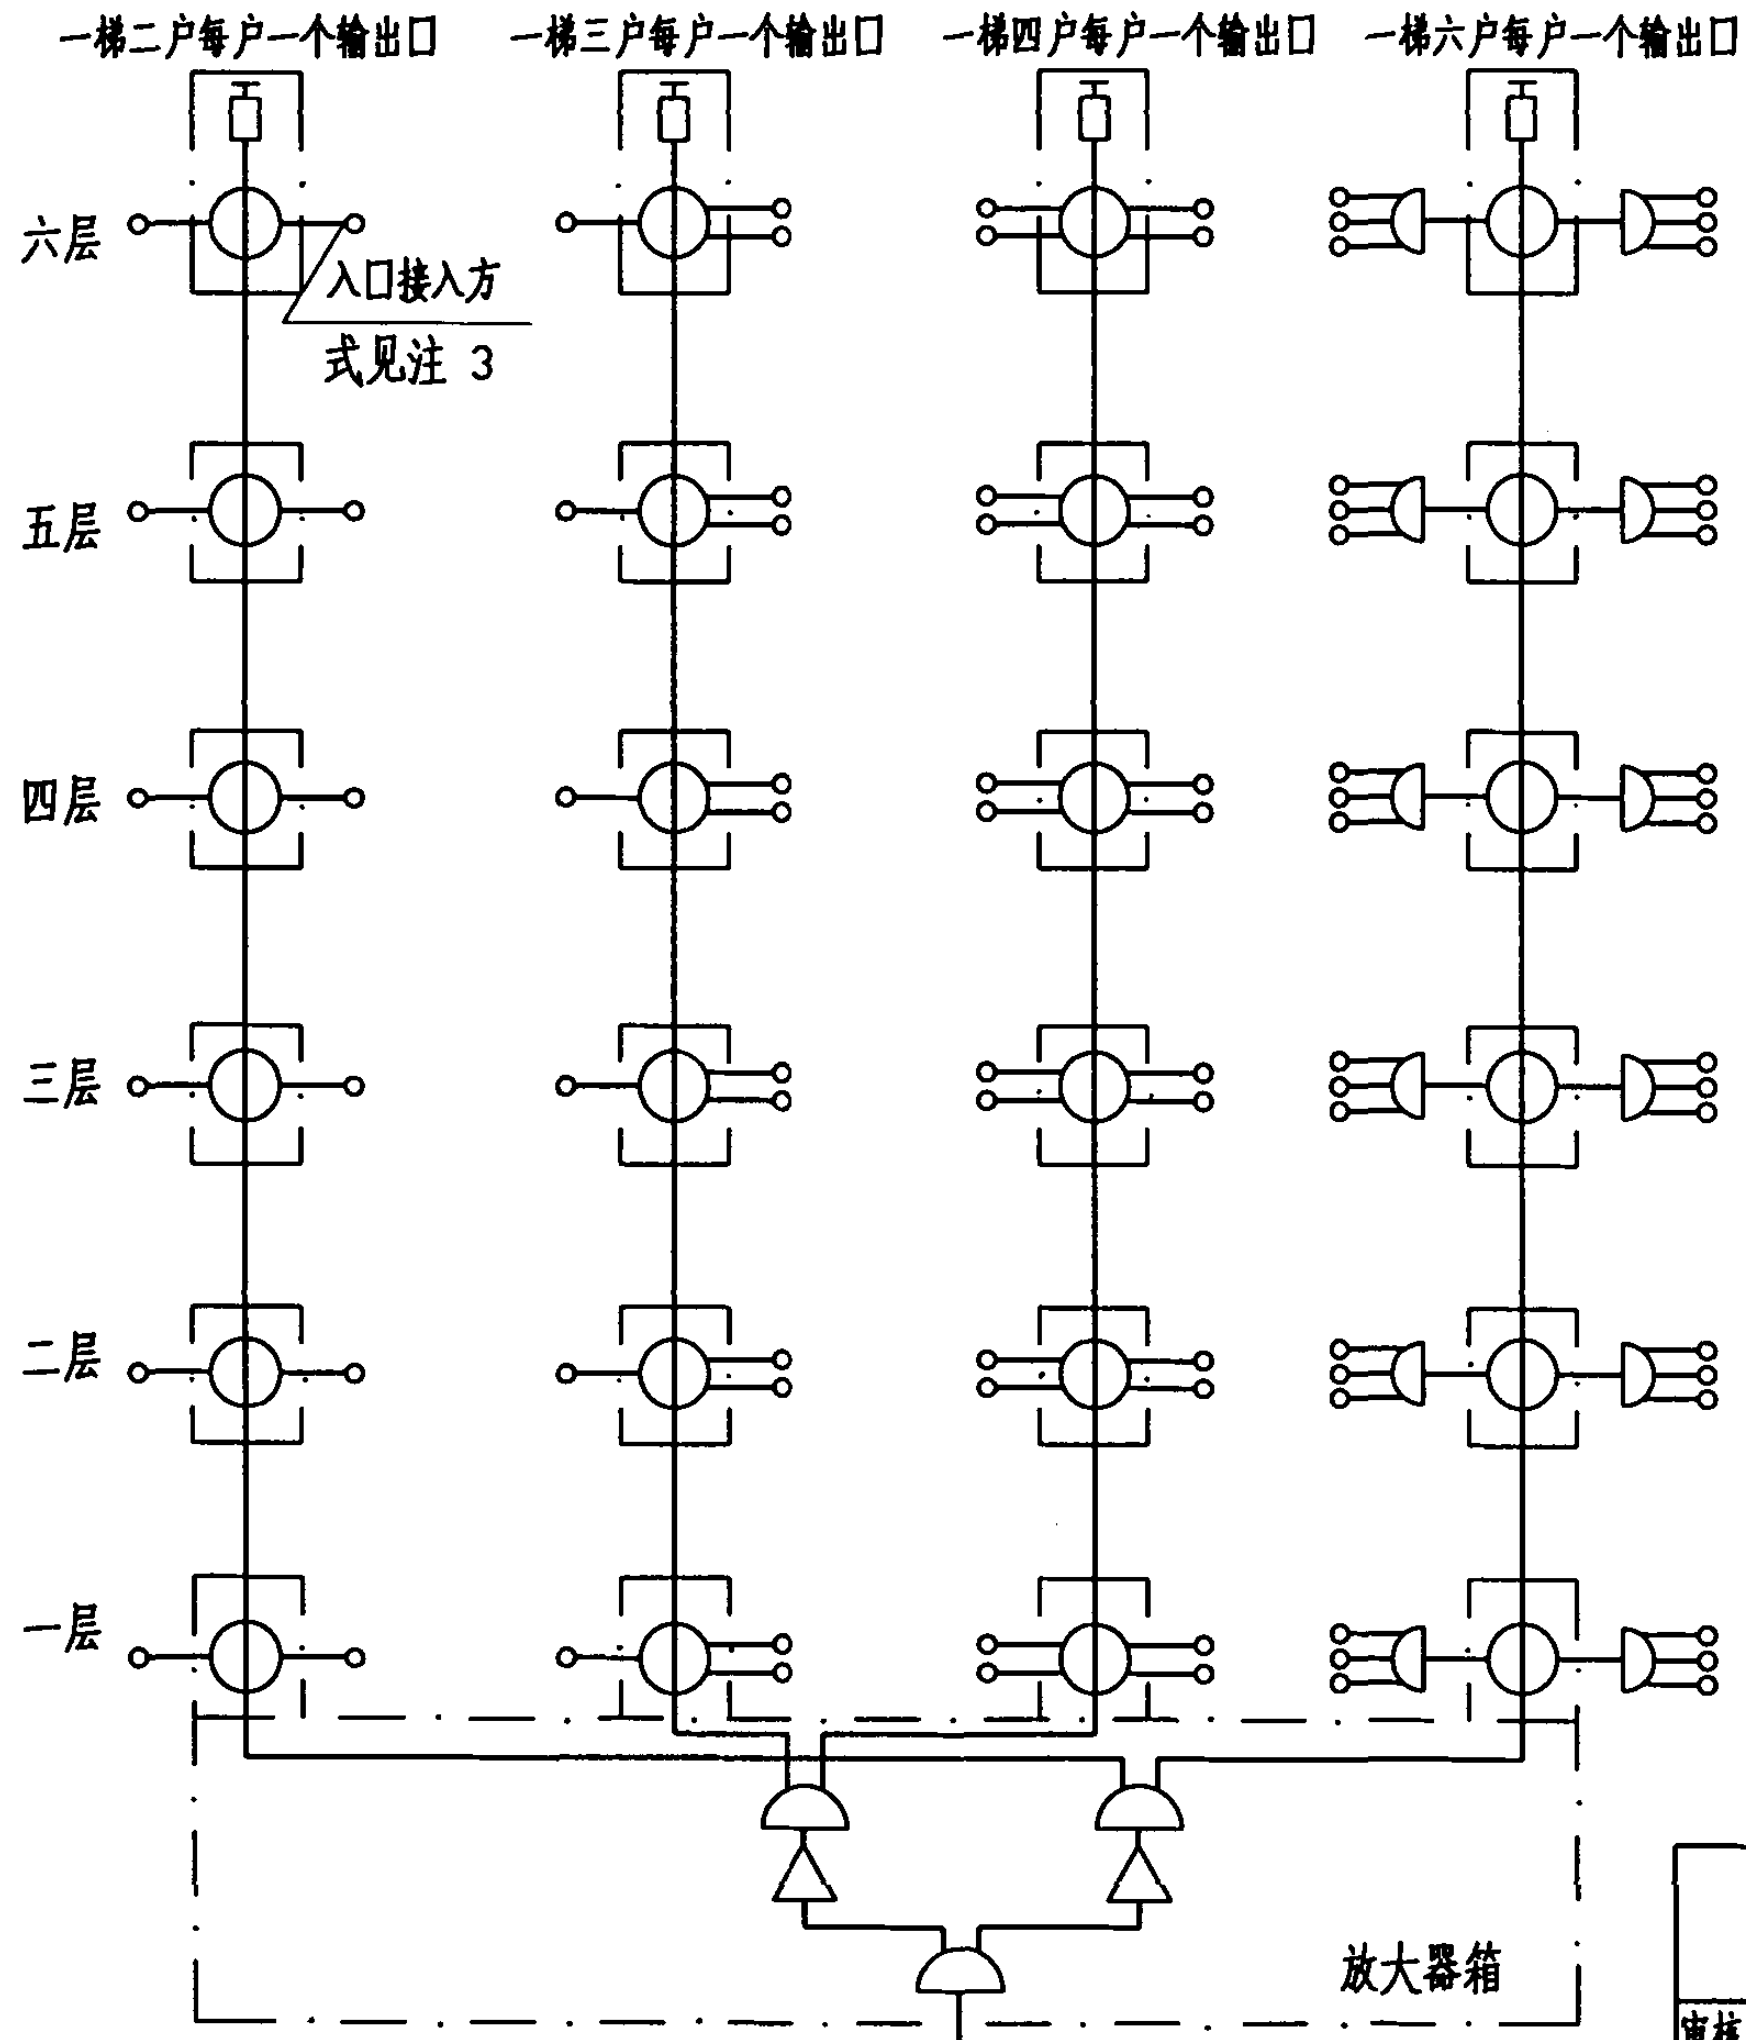 一梯二户每户一个输出口
一梯三户每户一个输出口
一梯四户每户一个输出口
一梯六户每户一个输出口
六层
入口接入方
式见注 3
五层
四层
三层
二层
一层
放大器箱
审核